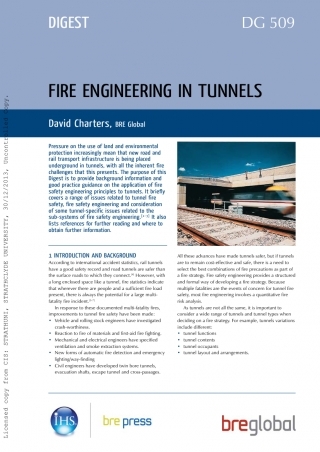 DIGEST
DG 509
FIRE ENGINEERING IN TUNNELS
David Charters, BRE Global
Pressure on the use of land and environmental
protection increasingly mean that new road and
rail transport infrastructure is being placed
underground in tunnels, with all the inherent fire
challenges that this presents. The purpose of this
Digest is to provide background information and
good practice guidance on the application of fire
safety engineering principles to tunnels. It briefly
covers a range of issues related to tunnel fire
safety, fire safety engineering and consideration
of some tunnel-specific issues related to the
sub-systems of fire safety engineering. It also
lists references for further reading and where to
obtain further information.
1 INTRODUCTION AND BACKGROUND
According to international accident statistics, rail tunnels
have a good safety record and road tunnels are safer than
the surface roads to which they connect. However, with
a long enclosed space like a tunnel, fire statistics indicate
that wherever there are people and a sufficient fire load
present, there is always the potential for a large multi-
fatality fire incident.
In response to these documented multi-fatality fires,
improvements to tunnel fire safety have been made:
• Vehicle and rolling stock engineers have investigated
crash-worthiness.
• Reaction to fire of materials and first-aid fire fighting.
• Mechanical and electrical engineers have specified
ventilation and smoke extraction systems.
• New forms of automatic fire detection and emergency
lighting/way-finding
• Civil engineers have developed twin bore tunnels,
evacuation shafts, escape tunnel and cross-passages.
All these advances have made tunnels safer, but if tunnels
are to remain cost-effective and safe, there is a need to
select the best combinations of fire precautions as part of
a fire strategy. Fire safety engineering provides a structured
and formal way of developing a fire strategy. Because
multiple fatalities are the events of concern for tunnel fire
safety, most fire engineering involves a quantitative fire
risk analysis.
As tunnels are not all the same, it is important to
consider a wide range of tunnels and tunnel types when
deciding on a fire strategy. For example, tunnels variations
include different:
• tunnel functions
• tunnel contents
• tunnel occupants
• tunnel layout and arrangements.
IHS
bre press
breglobal
Licensed copy from CIS: STRATHUNI, STRATHCLYDE UNIVERSITY, 30/12/2013, Uncontrolled Copy.